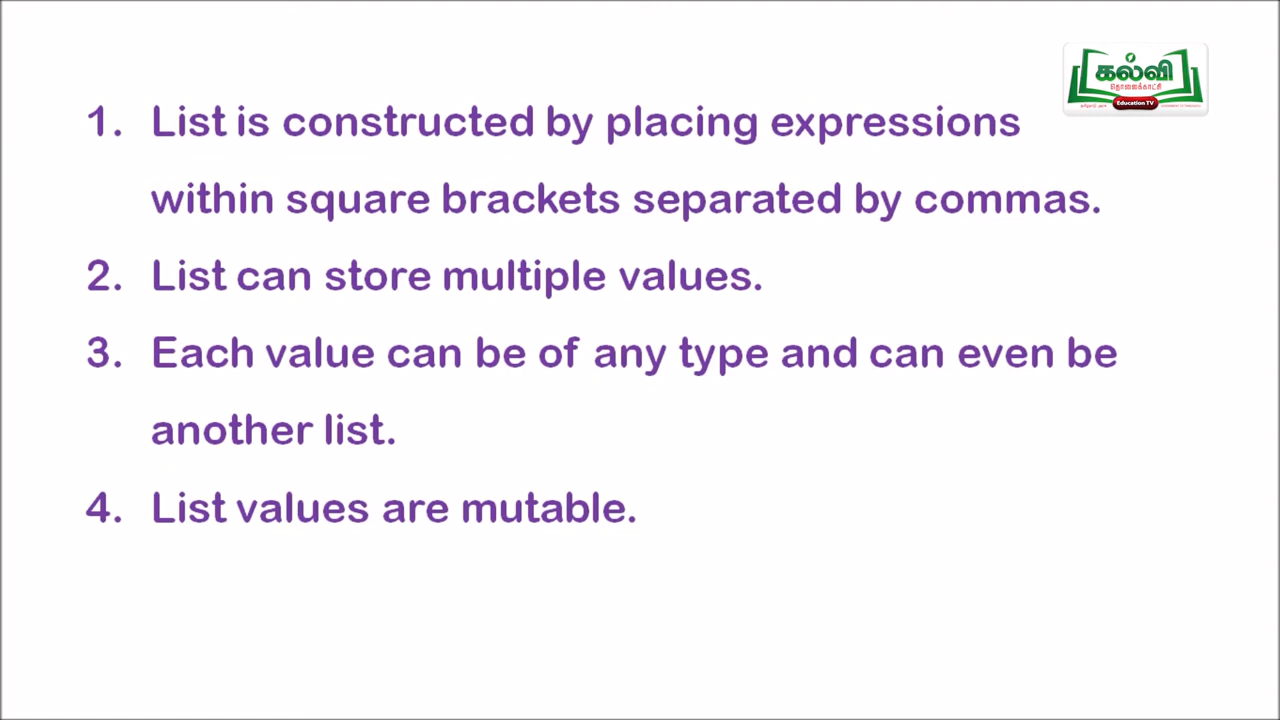 கல்வி
தொலைக்காட்சி
Education TV
1. List is constructed by placing expressions
within square brackets separated by commas.
2. List can store multiple values.
3. Each value can be of any type and can even be
another list.
4. List values are mutable.